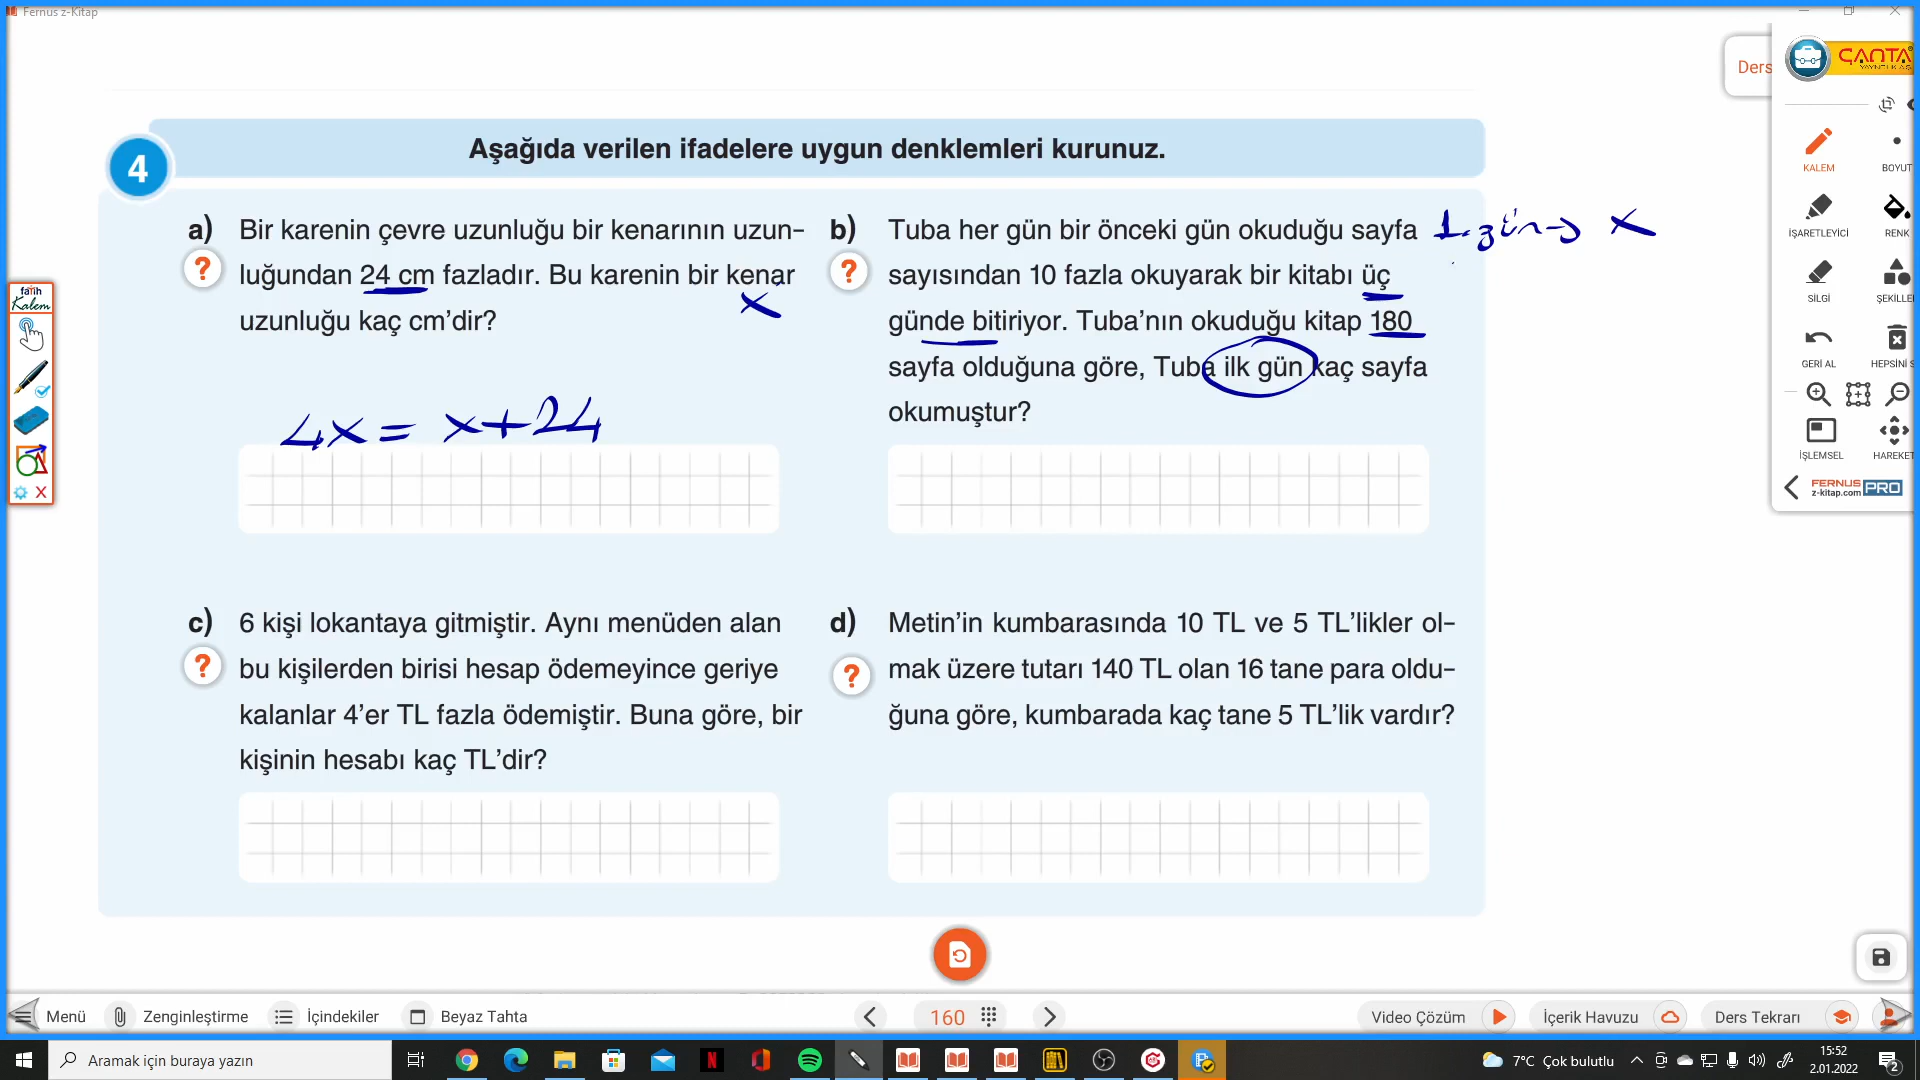 Fernus z-Kitap
Ders
ÇANTA
YAYINCILIK AŞ.
4
Aşağıda verilen ifadelere uygun denklemleri kurunuz.
a) Bir karenin çevre uzunluğu bir kenarının uzun-
luğundan 24 cm fazladır. Bu karenin bir kenar
uzunluğu kaç cm'dir?
x
4x = x+24
b) Tuba her gün bir önceki gün okuduğu sayfa
sayısından 10 fazla okuyarak bir kitabı üç
günde bitiriyor. Tuba'nın okuduğu kitap 180
sayfa olduğuna göre, Tuba ilk gün kaç sayfa
okumuştur?
1. gün → x
c) 6 kişi lokantaya gitmiştir. Aynı menüden alan
bu kişilerden birisi hesap ödemeyince geriye
kalanlar 4'er TL fazla ödemiştir. Buna göre, bir
kişinin hesabı kaç TL'dir?
d) Metin'in kumbarasında 10 TL ve 5 TL'likler ol-
mak üzere tutarı 140 TL olan 16 tane para oldu-
ğuna göre, kumbarada kaç tane 5 TL'lik vardır?
?
?
?
?
fatih
Kalem
KALEM
BOYUT
İŞARETLEYİCİ
RENK
SİLGİ
ŞEKİLLE
GERİ AL
HEPSİNİ S
İŞLEMSEL
HAREKET
FERNUS PRO
z-kitap.com
Menü
Zenginleştirme
İçindekiler
Beyaz Tahta
160
Video Çözüm
İçerik Havuzu
Ders Tekrarı
Aramak için buraya yazın
7°C Çok bulutlu
15:52
2.01.2022
2